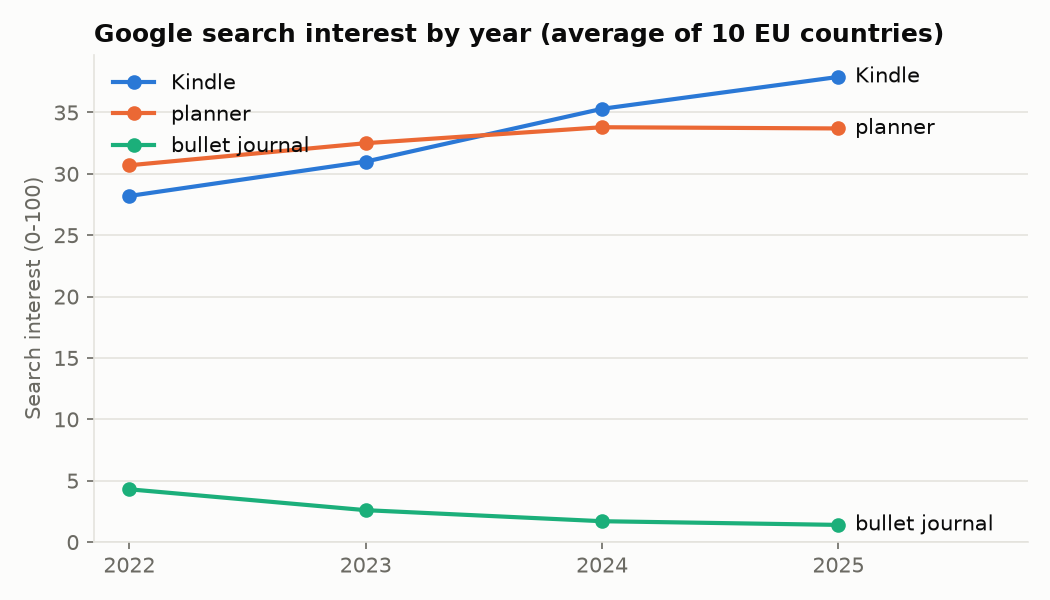 Google search interest by year (average of 10 EU countries)
Kindle
planner
bullet journal
Kindle
planner
bullet journal
Search interest (0-100)
35
30
25
20
15
10
5
0
2022
2023
2024
2025